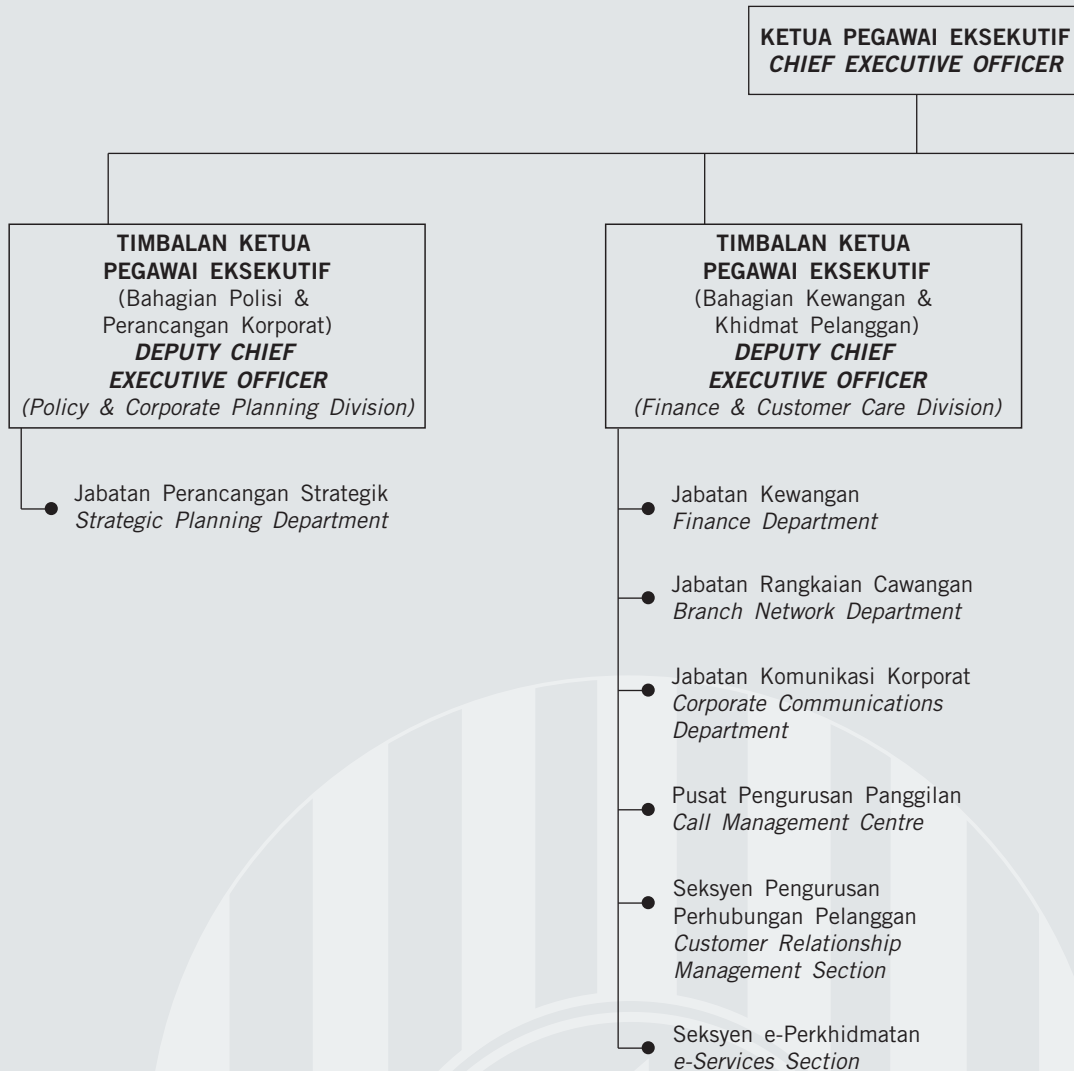 KETUA PEGAWAI EKSEKUTIF
CHIEF EXECUTIVE OFFICER
TIMBALAN KETUA
PEGAWAI EKSEKUTIF
(Bahagian Polisi &
Perancangan Korporat)
DEPUTY CHIEF
EXECUTIVE OFFICER
(Policy & Corporate Planning Division)
Jabatan Perancangan Strategik
Strategic Planning Department
TIMBALAN KETUA
PEGAWAI EKSEKUTIF
(Bahagian Kewangan &
Khidmat Pelanggan)
DEPUTY CHIEF
EXECUTIVE OFFICER
(Finance & Customer Care Division)
Jabatan Kewangan
Finance Department
Jabatan Rangkaian Cawangan
Branch Network Department
Jabatan Komunikasi Korporat
Corporate Communications
Department
Pusat Pengurusan Panggilan
Call Management Centre
Seksyen Pengurusan
Perhubungan Pelanggan
Customer Relationship
Management Section
Seksyen e-Perkhidmatan
e-Services Section